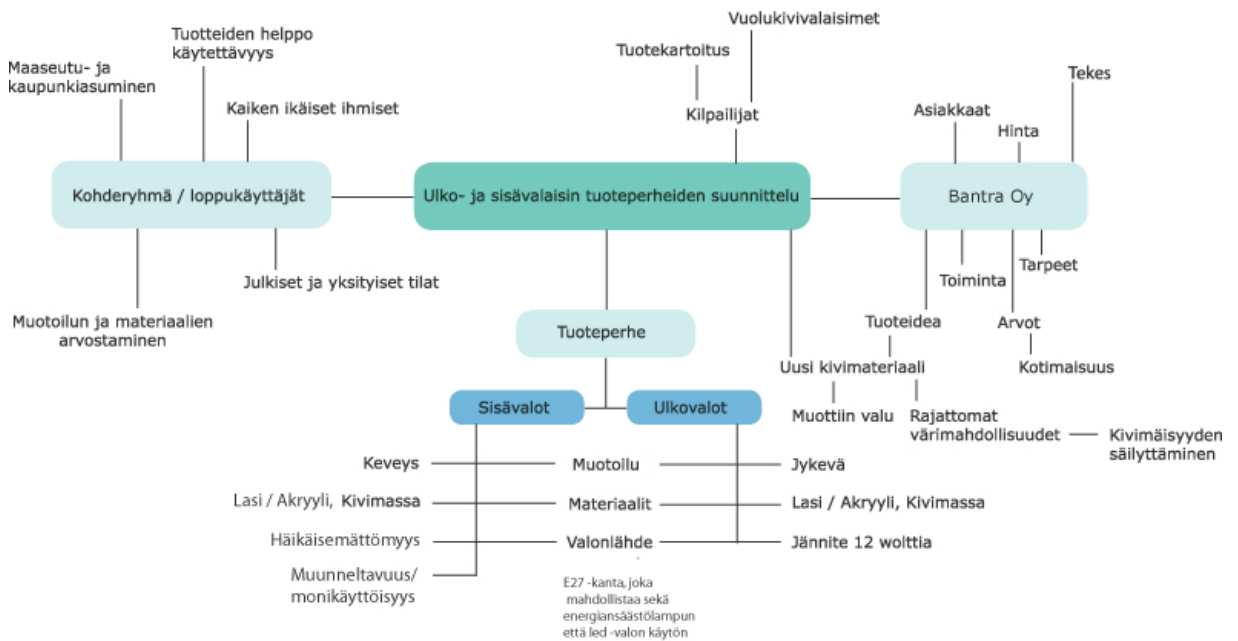 Vuolukivivalaisimet
Tuotteiden helppo
käytettävyys
Tuotekartoitus
Maaseutu- ja
kaupunkiasuminen
Tekes
Kaiken ikäiset ihmiset
Kilpailijat
Asiakkaat
Hinta
Kohderyhmä / loppukäyttäjät
Ulko- ja sisävalaisin tuoteperheiden suunnittelu
Bantra Oy
Julkiset ja yksityiset tilat
Toiminta
Tarpeet
Muotoilun ja materiaalien
arvostaminen
Tuoteperhe
Tuoteidea
Arvot
Uusi kivimateriaali
Kotimaisuus
Sisävalot
Ulkovalot
Muottiin valu
Rajattomat
värimahdollisuudet
Kivimäisyyden
säilyttäminen
Keveys
Muotoilu
Jykevä
Lasi / Akryyli, Kivimassa
Materiaalit
Lasi / Akryyli, Kivimassa
Häikäisemättömyys
Valonlähde
Jännite 12 wolttia
Muunneltavuus/
monikäyttöisyys
E27 -kanta, joka
mahdollistaa sekä
energiansäästölampun
että led -valon käytön